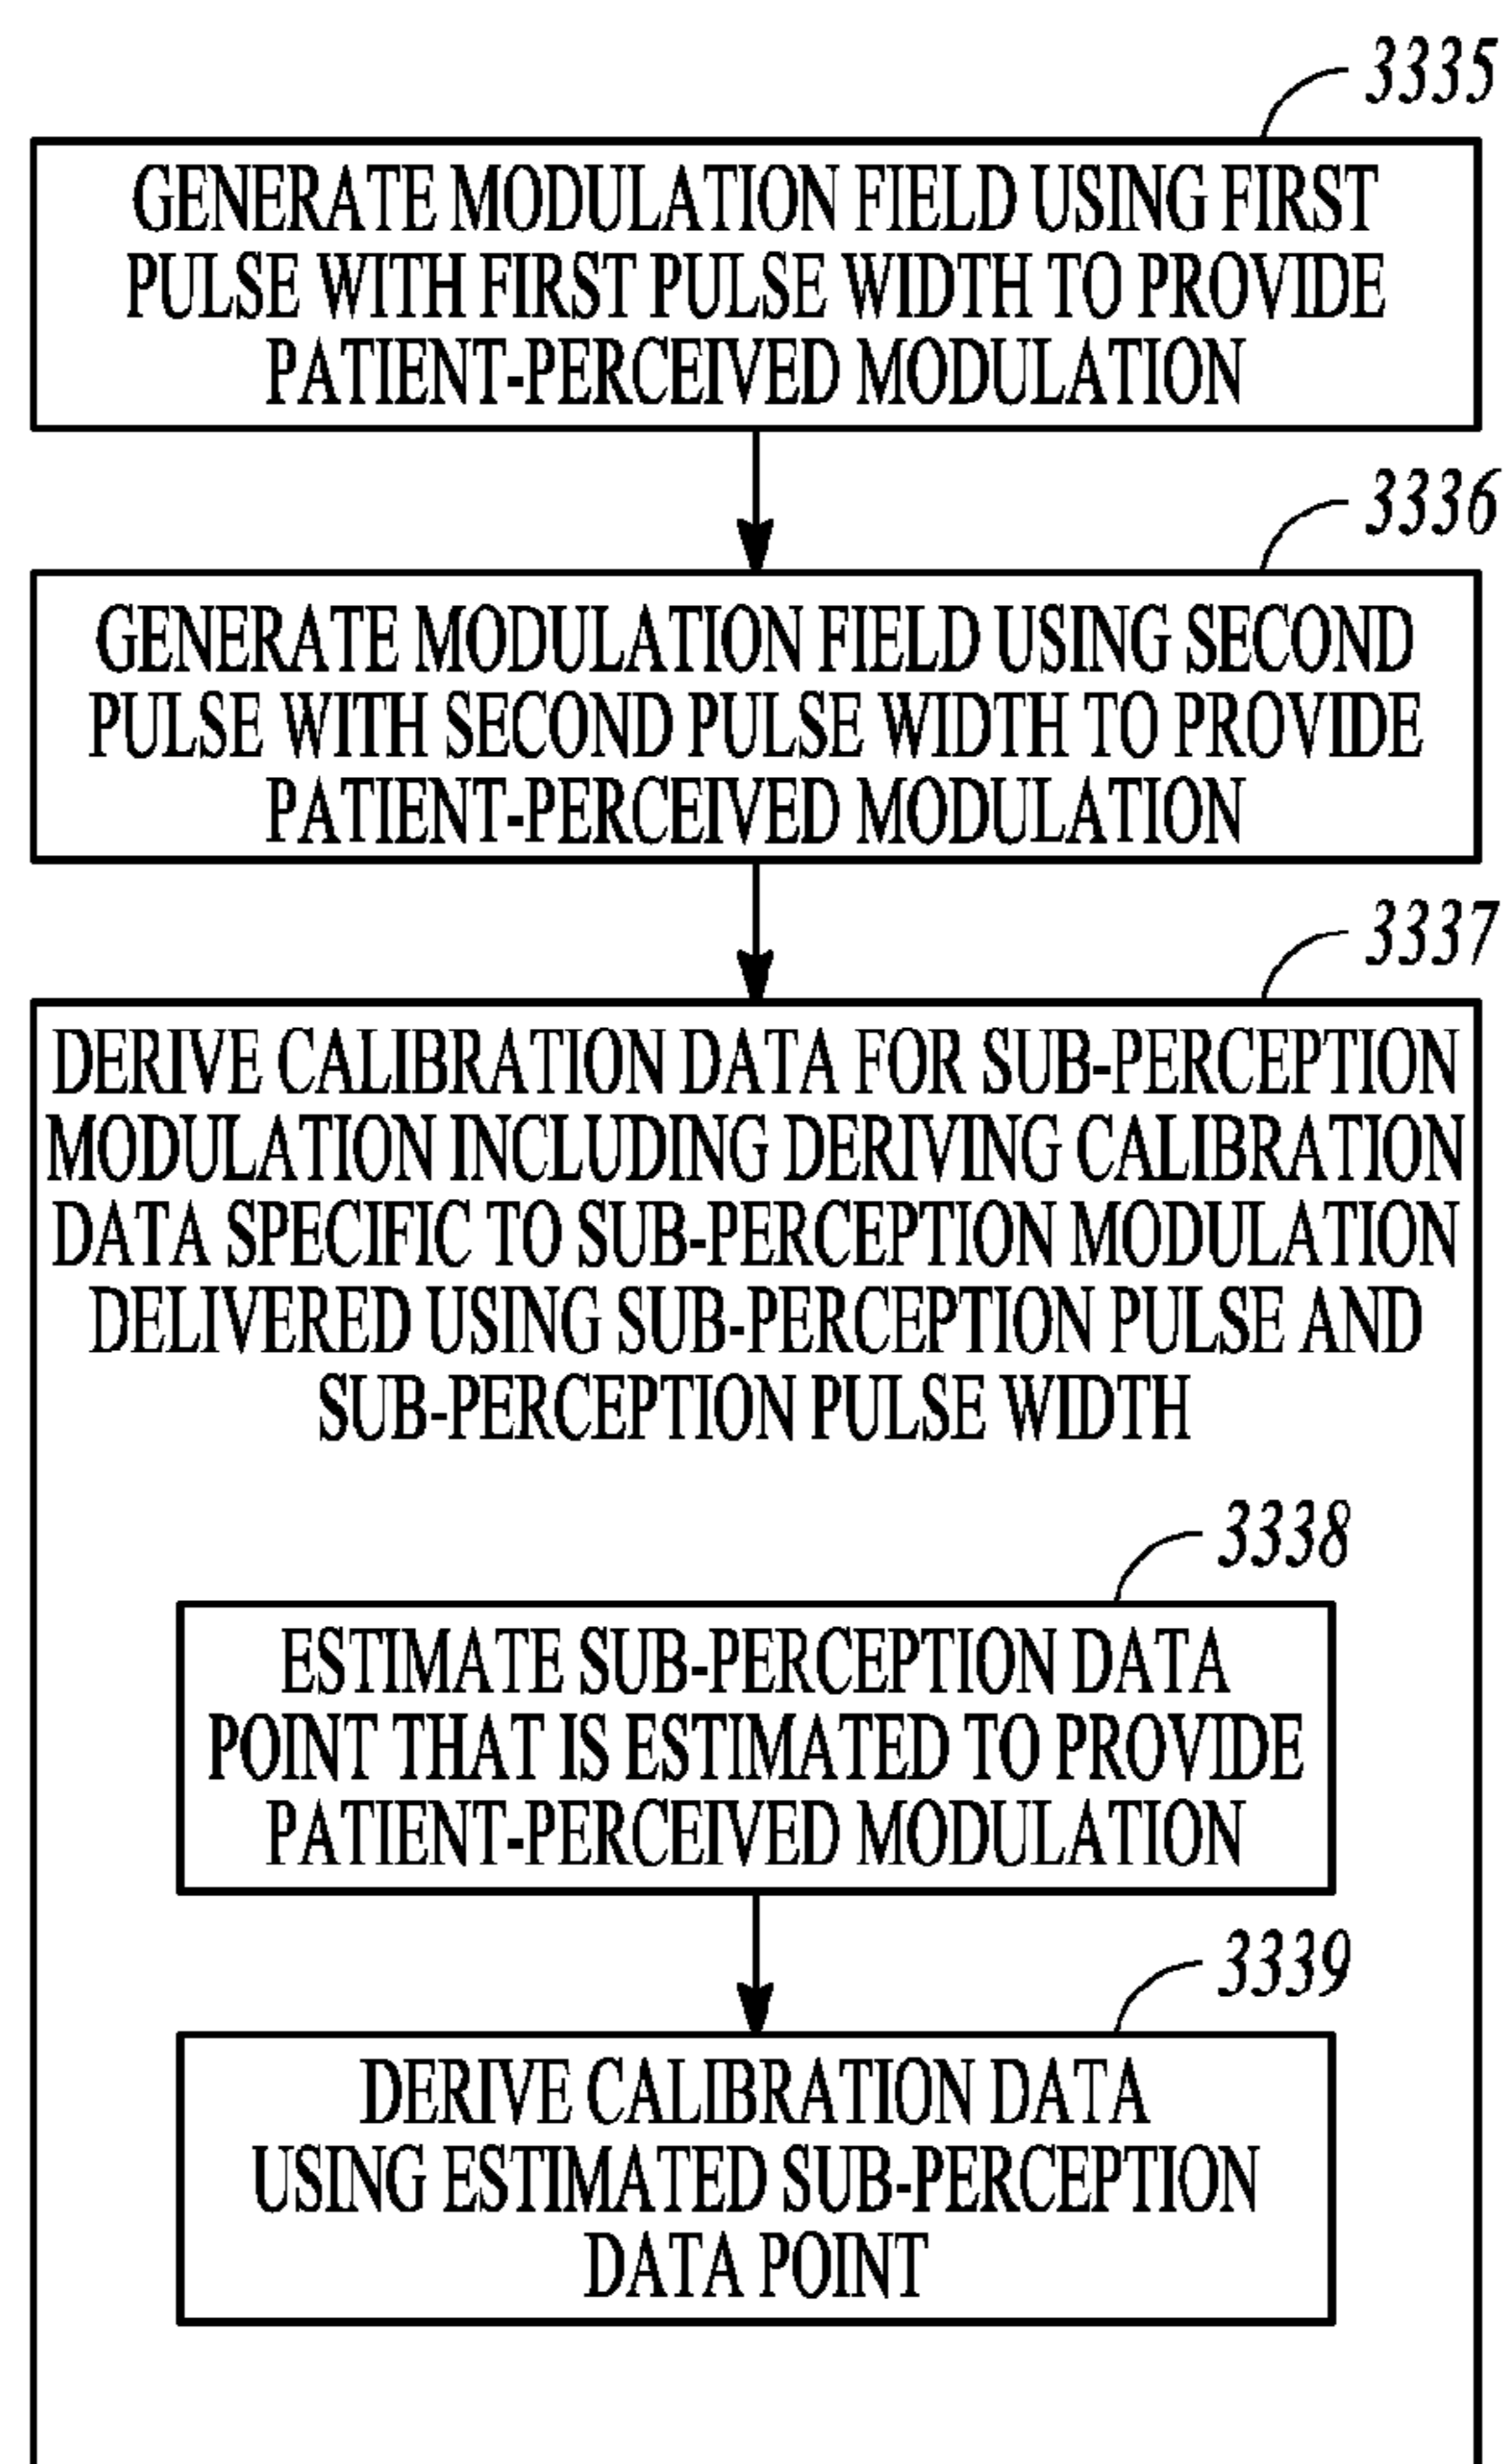 3335
GENERATE MODULATION FIELD USING FIRST
PULSE WITH FIRST PULSE WIDTH TO PROVIDE
PATIENT-PERCEIVED MODULATION
3336
GENERATE MODULATION FIELD USING SECOND
PULSE WITH SECOND PULSE WIDTH TO PROVIDE
PATIENT-PERCEIVED MODULATION
3337
DERIVE CALIBRATION DATA FOR SUB-PERCEPTION
MODULATION INCLUDING DERIVING CALIBRATION
DATA SPECIFIC TO SUB-PERCEPTION MODULATION
DELIVERED USING SUB-PERCEPTION PULSE AND
SUB-PERCEPTION PULSE WIDTH
3338
ESTIMATE SUB-PERCEPTION DATA
POINT THAT IS ESTIMATED TO PROVIDE
PATIENT-PERCEIVED MODULATION
3339
DERIVE CALIBRATION DATA
USING ESTIMATED SUB-PERCEPTION
DATA POINT